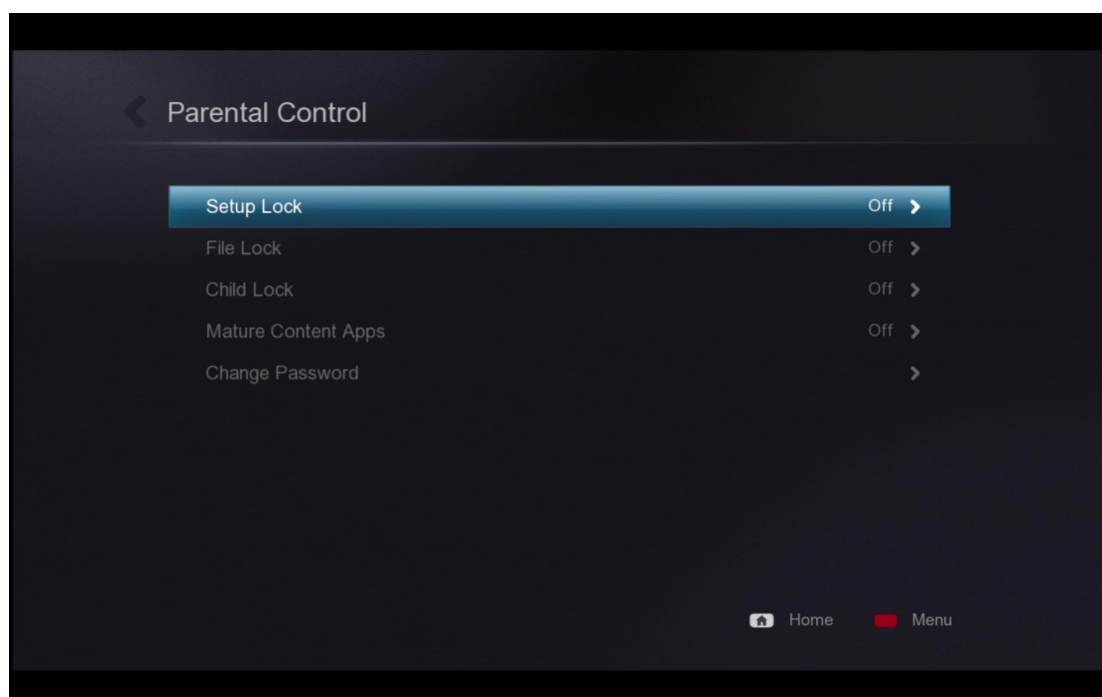 Parental Control
Setup Lock Off
File Lock Off
Child Lock Off
Mature Content Apps Off
Change Password
Home Menu